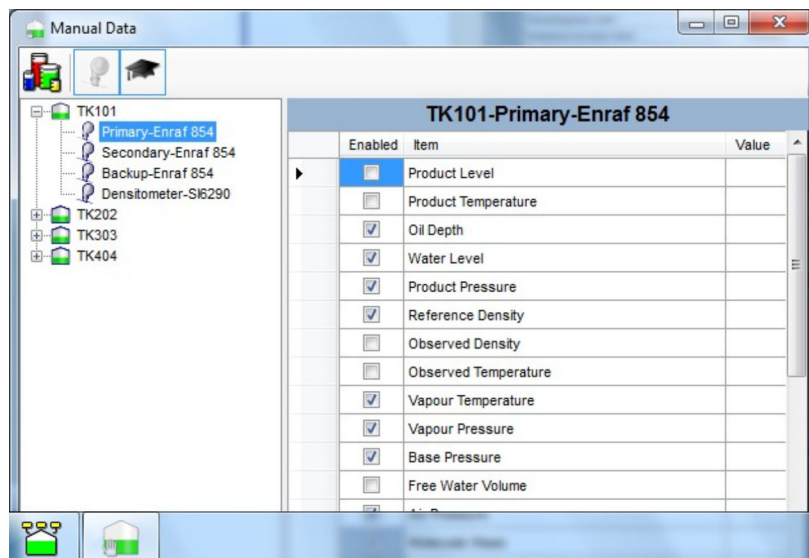 Manual Data
TK101
Primary-Enraf 854
Secondary-Enraf 854
Backup-Enraf 854
Densitometer-SI6290
TK202
TK303
TK404
TK101-Primary-Enraf 854
Enabled Item Value
Product Level
Product Temperature
Oil Depth
Water Level
Product Pressure
Reference Density
Observed Density
Observed Temperature
Vapour Temperature
Vapour Pressure
Base Pressure
Free Water Volume